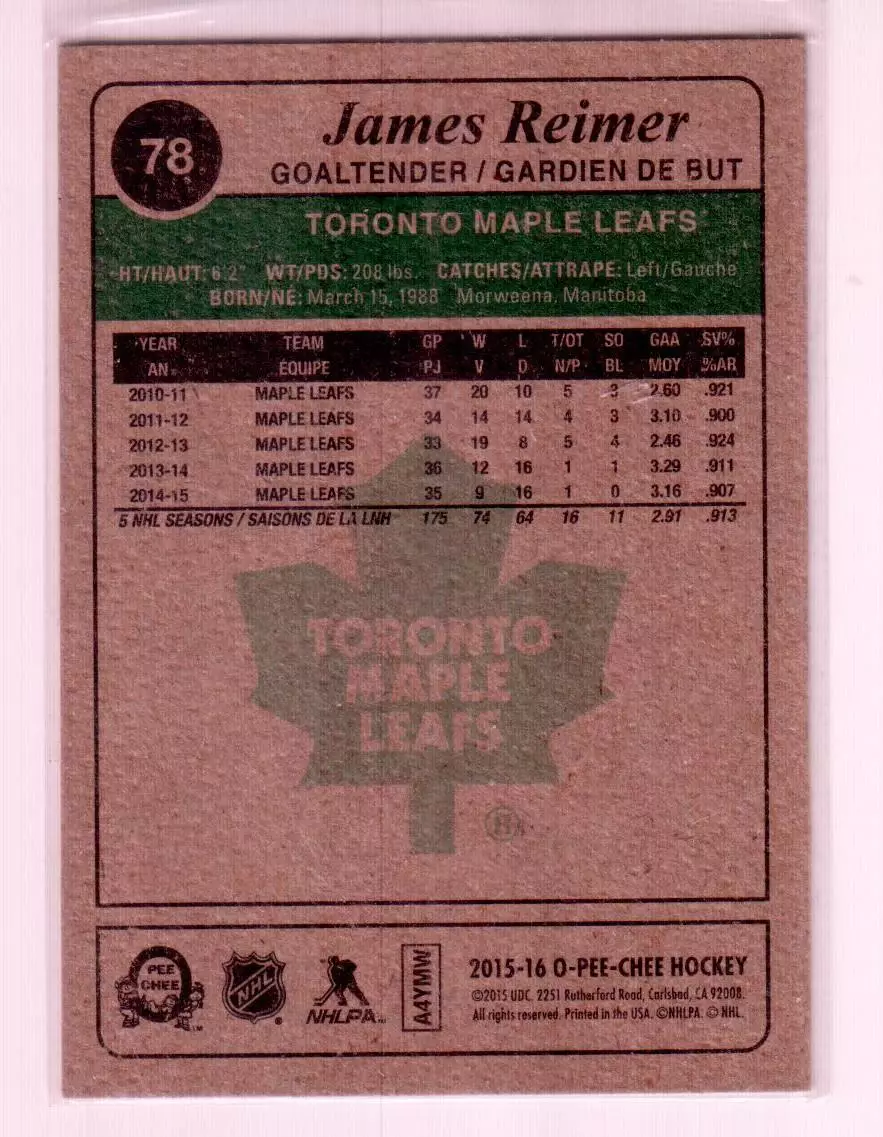 78
James Reimer
GOALTENDER / GARDIEN DE BUT
TORONTO MAPLE LEAFS
HT/HAUT: 6'2" WT/PDS: 208 lbs. CATCHES/ATTRAPE: Left/Gauche
BORN/NÉ: March 15, 1988 Morweena, Manitoba
YEAR TEAM GP W L T/OT SO GAA SV%
AN ÉQUIPE PJ V D N/P BL MOY %AR
2010-11 MAPLE LEAFS 37 20 10 5 3 2.60 .921
2011-12 MAPLE LEAFS 34 14 14 4 3 3.10 .900
2012-13 MAPLE LEAFS 33 19 8 5 4 2.46 .924
2013-14 MAPLE LEAFS 36 12 16 1 1 3.29 .911
2014-15 MAPLE LEAFS 35 9 16 1 0 3.16 .907
5 NHL SEASONS / SAISONS DE LA LNH 175 74 64 16 11 2.91 .913
TORONTO
MAPLE
LEAFS
®
O-PEE-CHEE
TM
NHL
®
NHLPA
A4YMW
2015-16 O-PEE-CHEE HOCKEY
©2015 UDC. 2251 Rutherford Road, Carlsbad, CA 92008.
All rights reserved. Printed in the USA. ©NHLPA. © NHL.